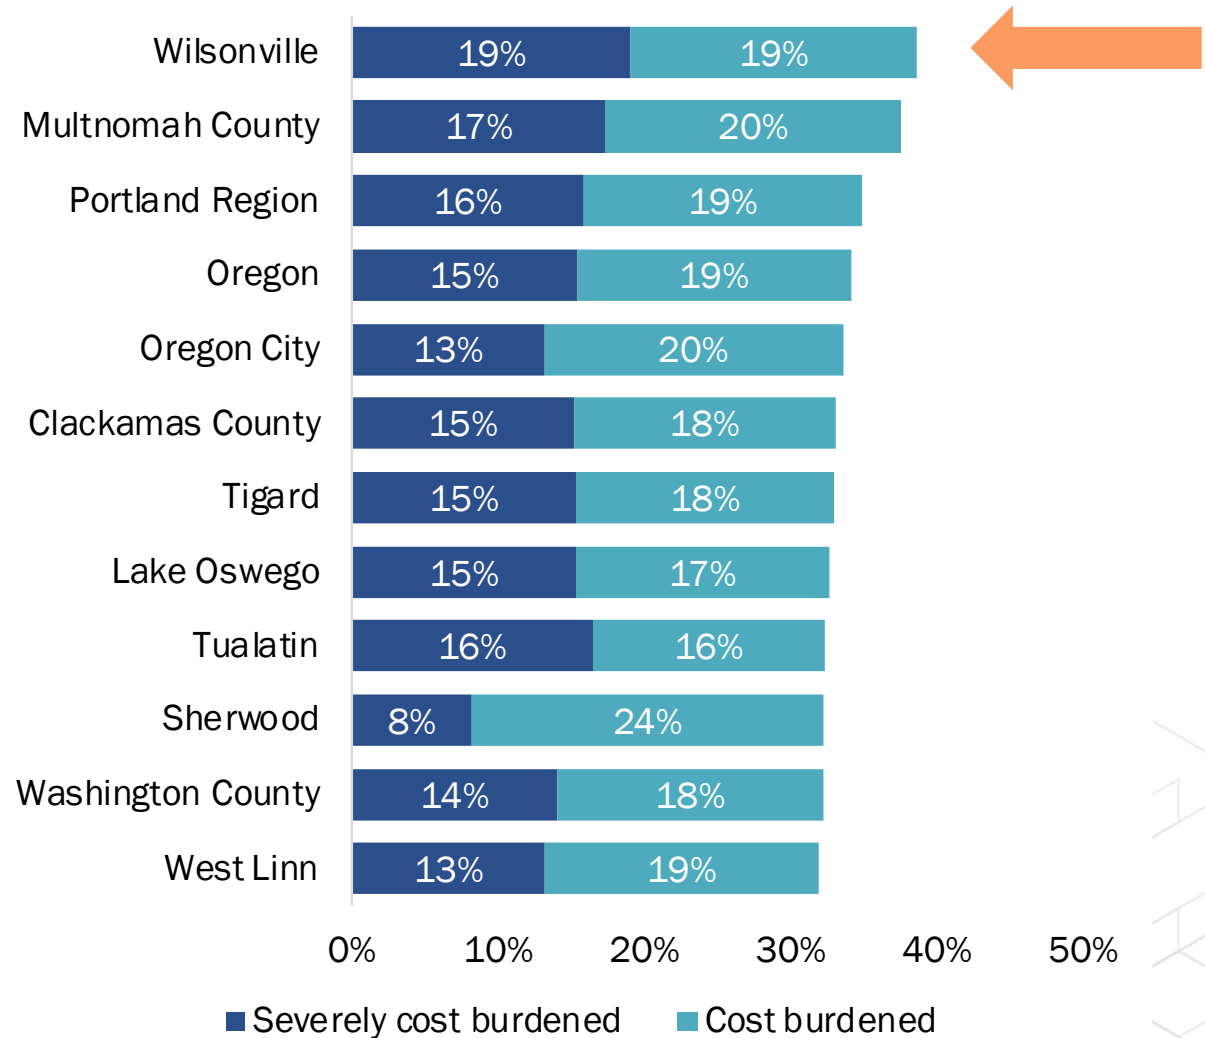 Wilsonville 19% 19%
Multnomah County 17% 20%
Portland Region 16% 19%
Oregon 15% 19%
Oregon City 13% 20%
Clackamas County 15% 18%
Tigard 15% 18%
Lake Oswego 15% 17%
Tualatin 16% 16%
Sherwood 8% 24%
Washington County 14% 18%
West Linn 13% 19%
0% 10% 20% 30% 40% 50%
Severely cost burdened Cost burdened